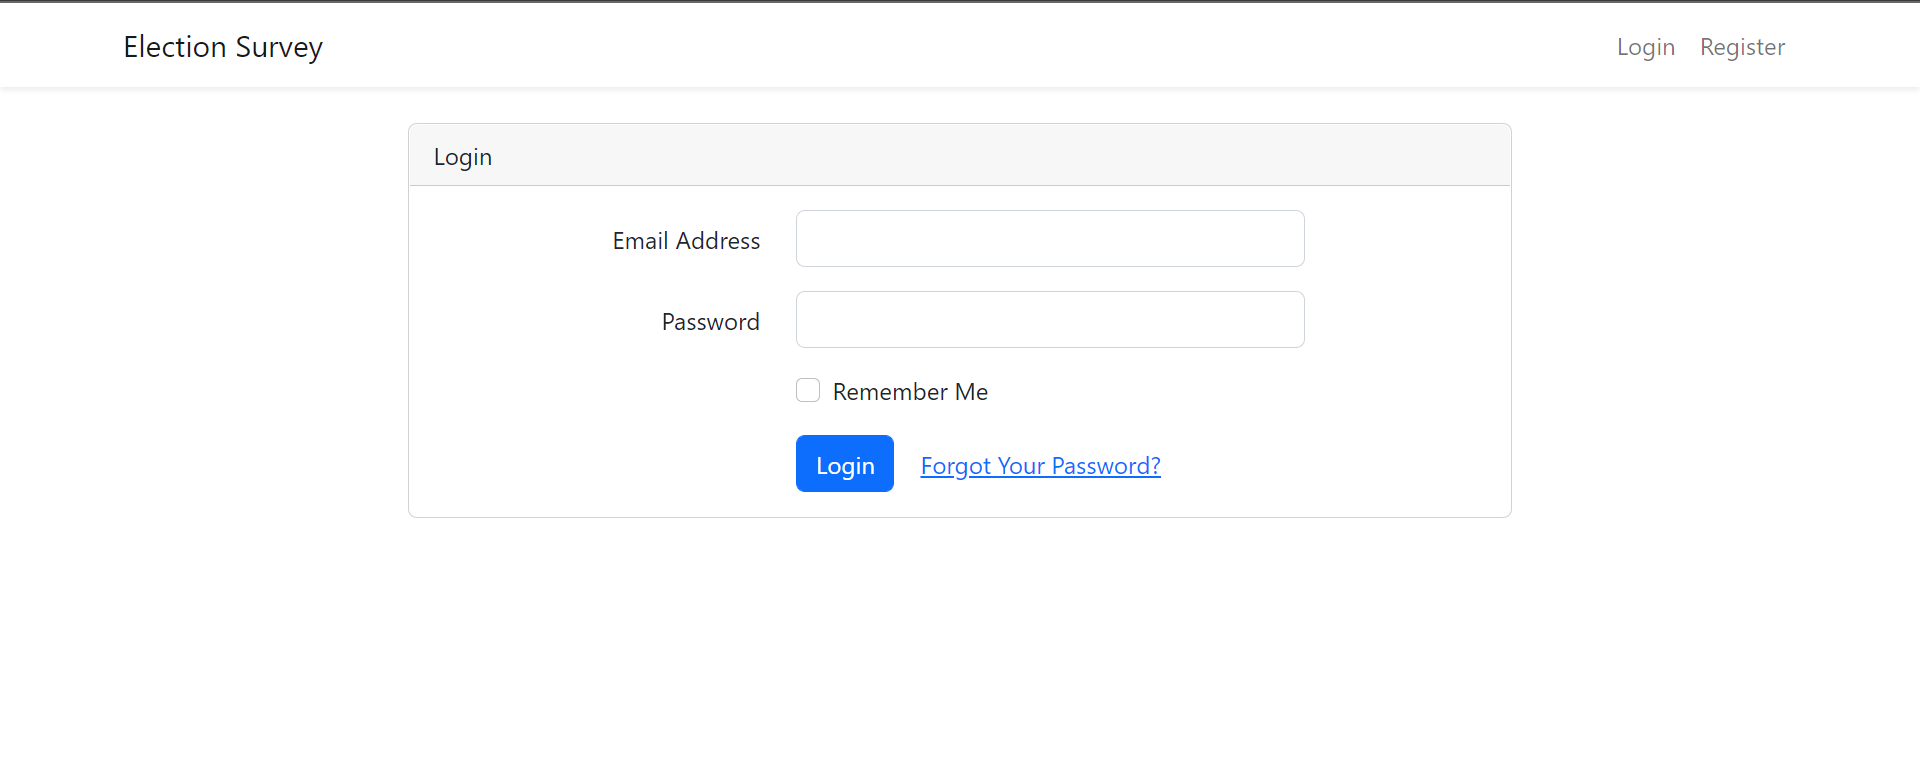 Election Survey
Login Register
Login
Email Address
Password
Remember Me
Login Forgot Your Password?